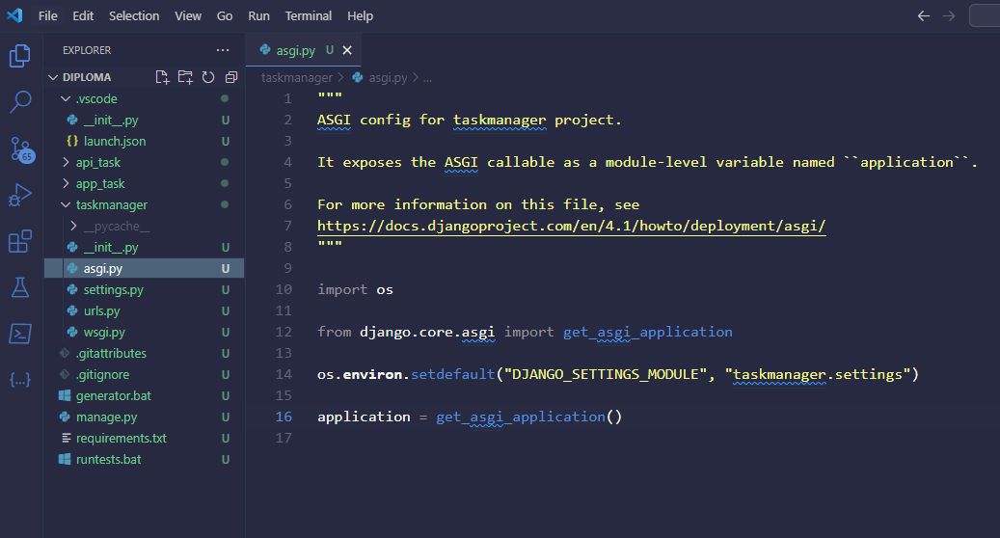 File Edit Selection View Go Run Terminal Help
EXPLORER ...
DIPLOMA
.vscode
__init__.py U
{} launch.json U
api_task
app_task
taskmanager
__pycache__
__init__.py U
asgi.py U
settings.py U
urls.py U
wsgi.py U
.gitattributes U
.gitignore U
generator.bat U
manage.py U
requirements.txt U
runtests.bat U
65
{...}
asgi.py U
taskmanager > asgi.py > ...
1 """
2 ASGI config for taskmanager project.
3
4 It exposes the ASGI callable as a module-level variable named ``application``.
5
6 For more information on this file, see
7 https://docs.djangoproject.com/en/4.1/howto/deployment/asgi/
8 """
9
10 import os
11
12 from django.core.asgi import get_asgi_application
13
14 os.environ.setdefault("DJANGO_SETTINGS_MODULE", "taskmanager.settings")
15
16 application = get_asgi_application()
17